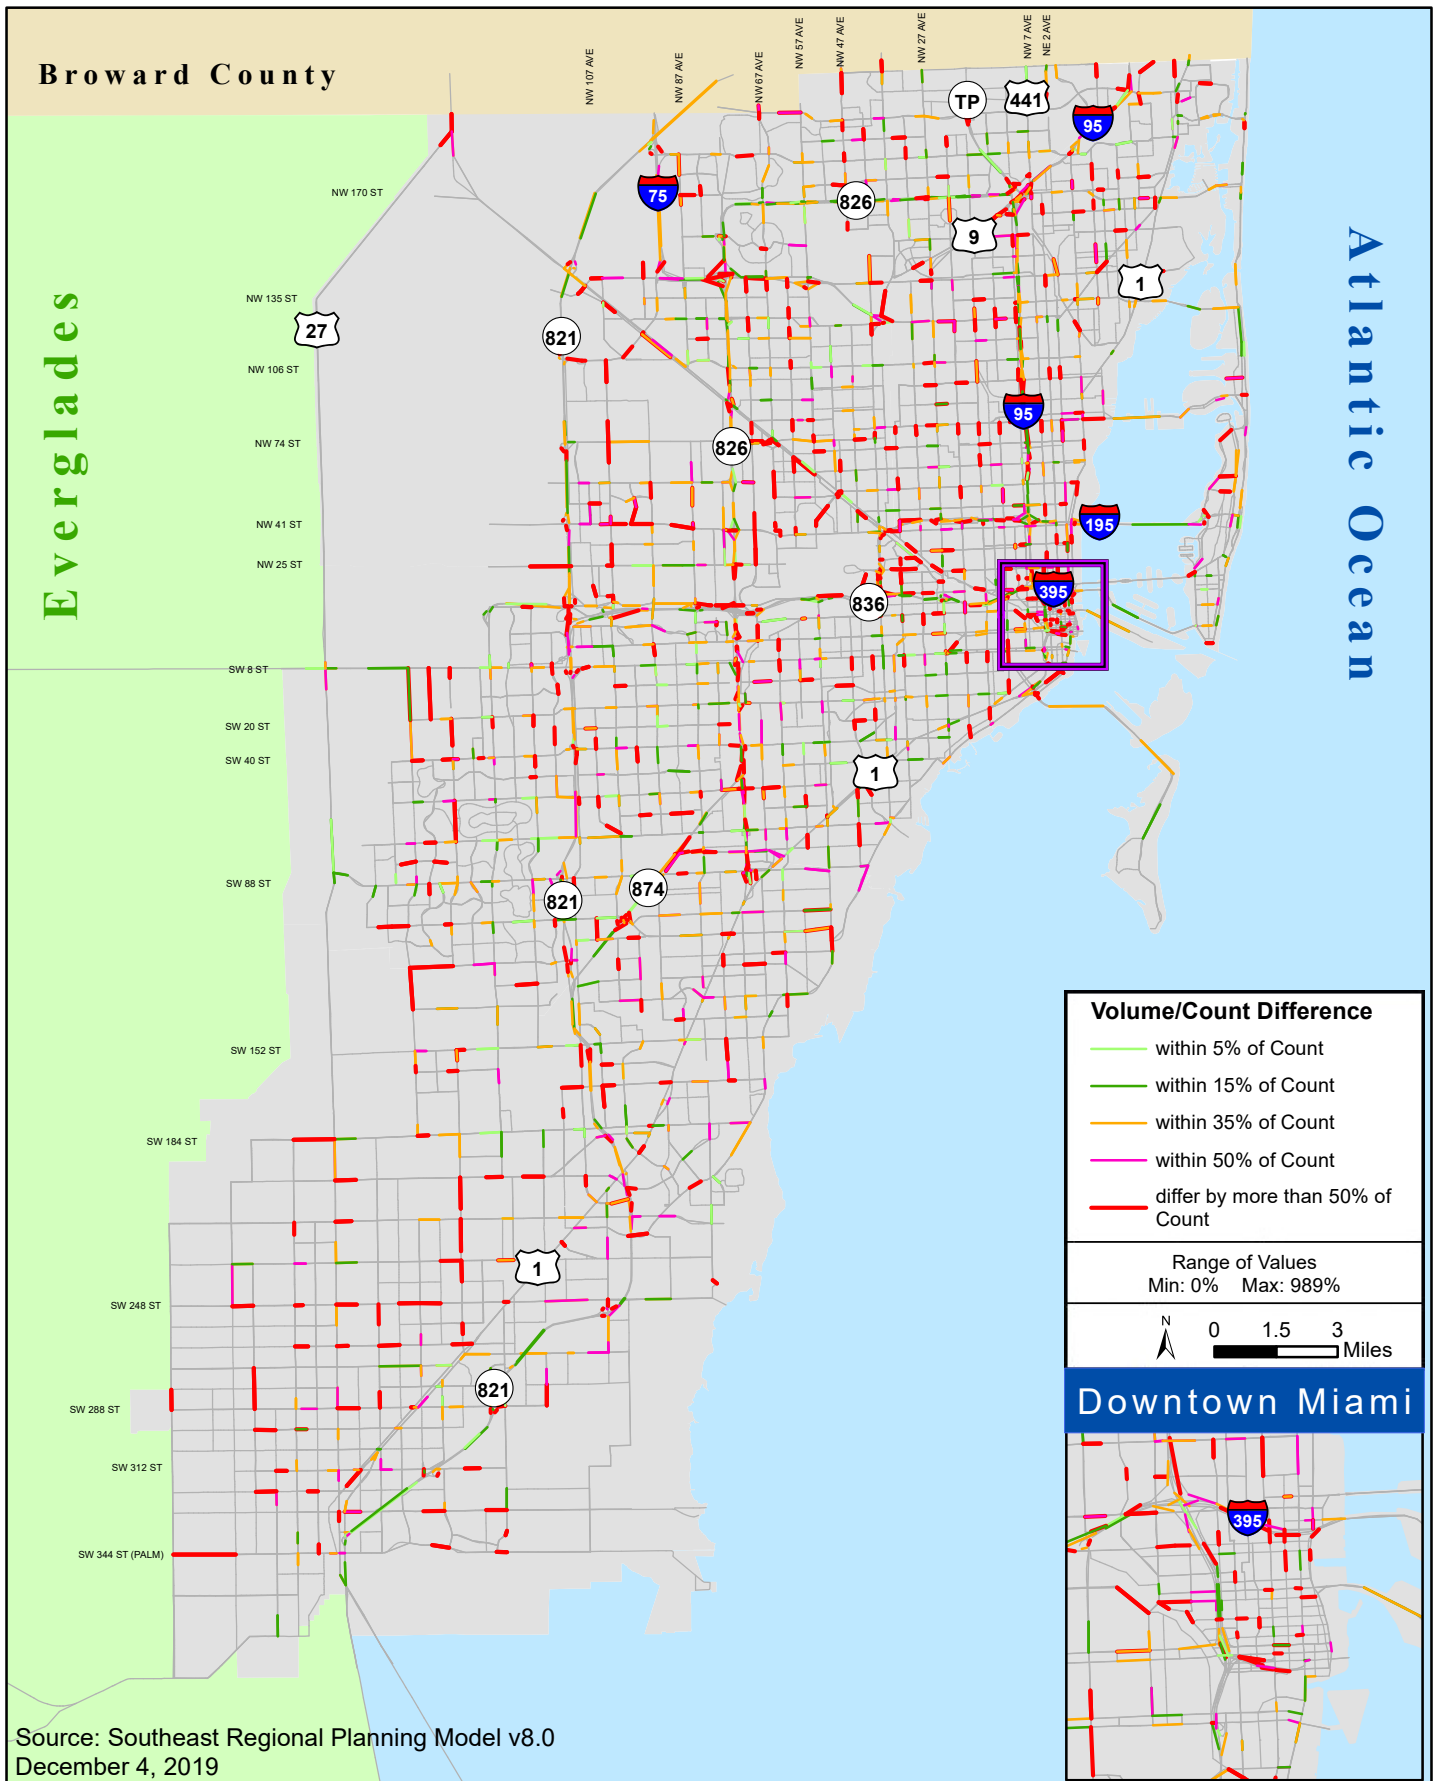 Broward County
NW 107 AVE
NW 87 AVE
NW 67 AVE
NW 57 AVE
NW 47 AVE
NW 27 AVE
NW 7 AVE
NE 2 AVE
TP
441
95
NW 170 ST
75
826
9
1
Everglades
Atlantic Ocean
NW 135 ST
27
821
NW 106 ST
95
NW 74 ST
826
NW 41 ST
195
NW 25 ST
395
836
SW 8 ST
SW 20 ST
SW 40 ST
1
SW 88 ST
821
874
SW 152 ST
SW 184 ST
1
SW 248 ST
821
SW 288 ST
SW 312 ST
SW 344 ST (PALM)
Volume/Count Difference
within 5% of Count
within 15% of Count
within 35% of Count
within 50% of Count
differ by more than 50% of
Count
Range of Values
Min: 0% Max: 989%
N
0 1.5 3
Miles
Downtown Miami
395
Source: Southeast Regional Planning Model v8.0
December 4, 2019